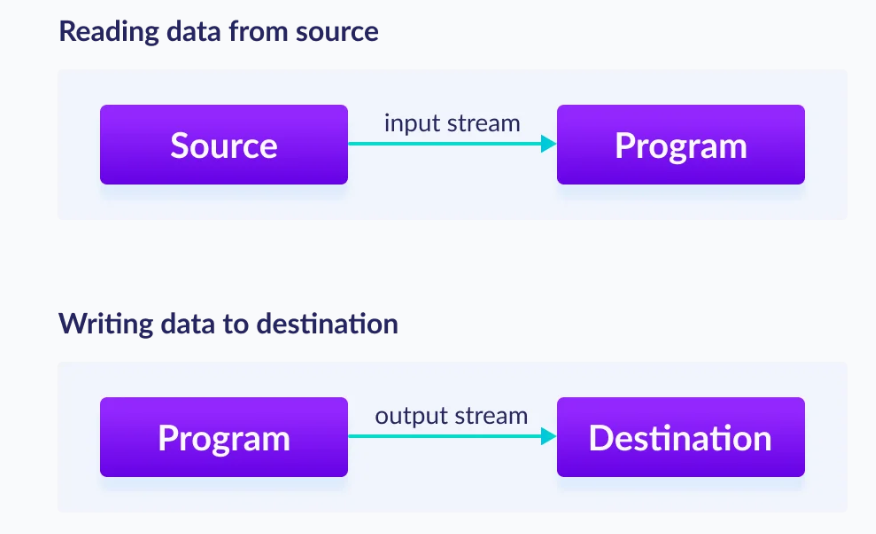 Reading data from source
Source
input stream
Program
Writing data to destination
Program
output stream
Destination